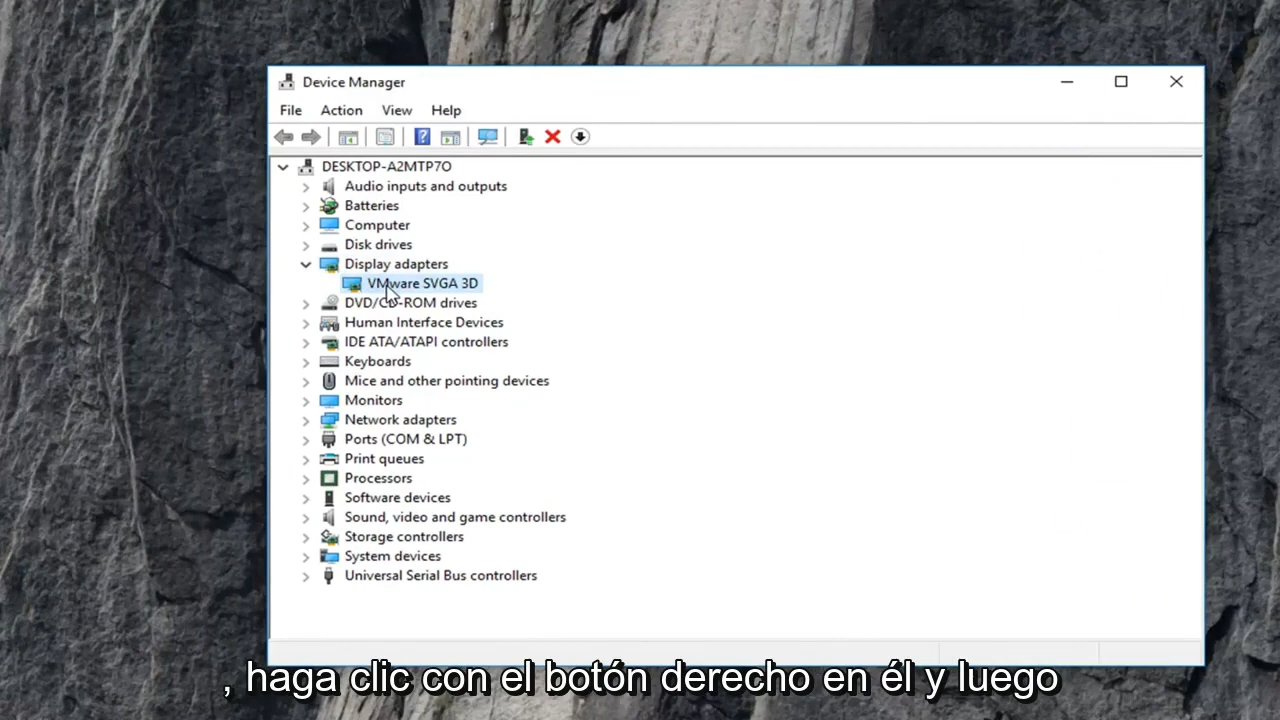 Device Manager
File Action View Help
DESKTOP-A2MTP7O
Audio inputs and outputs
Batteries
Computer
Disk drives
Display adapters
VMware SVGA 3D
DVD/CD-ROM drives
Human Interface Devices
IDE ATA/ATAPI controllers
Keyboards
Mice and other pointing devices
Monitors
Network adapters
Ports (COM & LPT)
Print queues
Processors
Software devices
Sound, video and game controllers
Storage controllers
System devices
Universal Serial Bus controllers
, haga clic con el botón derecho en él y luego